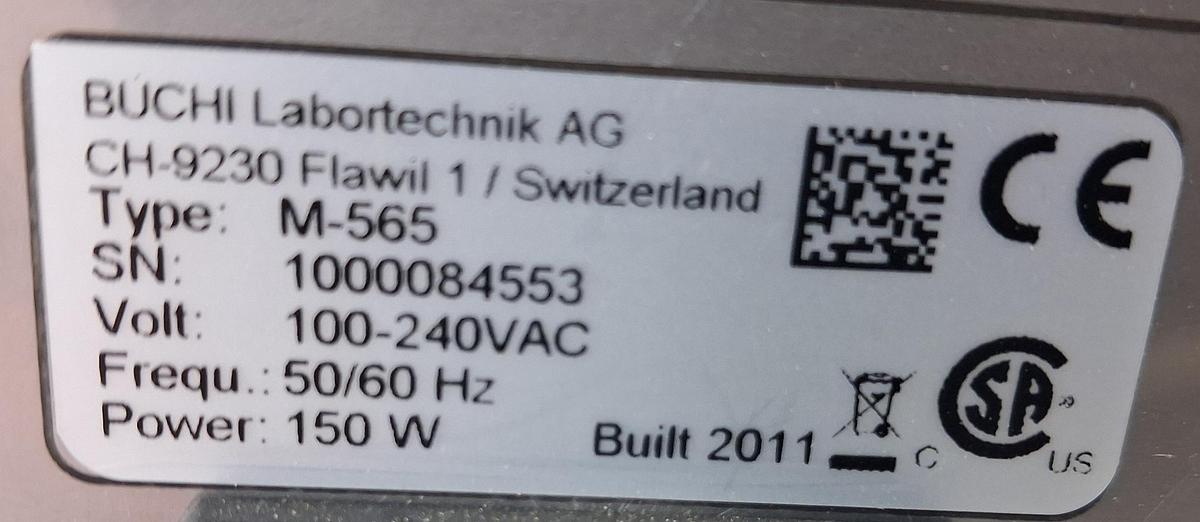 BÜCHI Labortechnik AG
CH-9230 Flawil 1 / Switzerland
Type: M-565
SN: 1000084553
Volt: 100-240VAC
Frequ.: 50/60 Hz
Power: 150 W
Built 2011
CE
C SA ® US